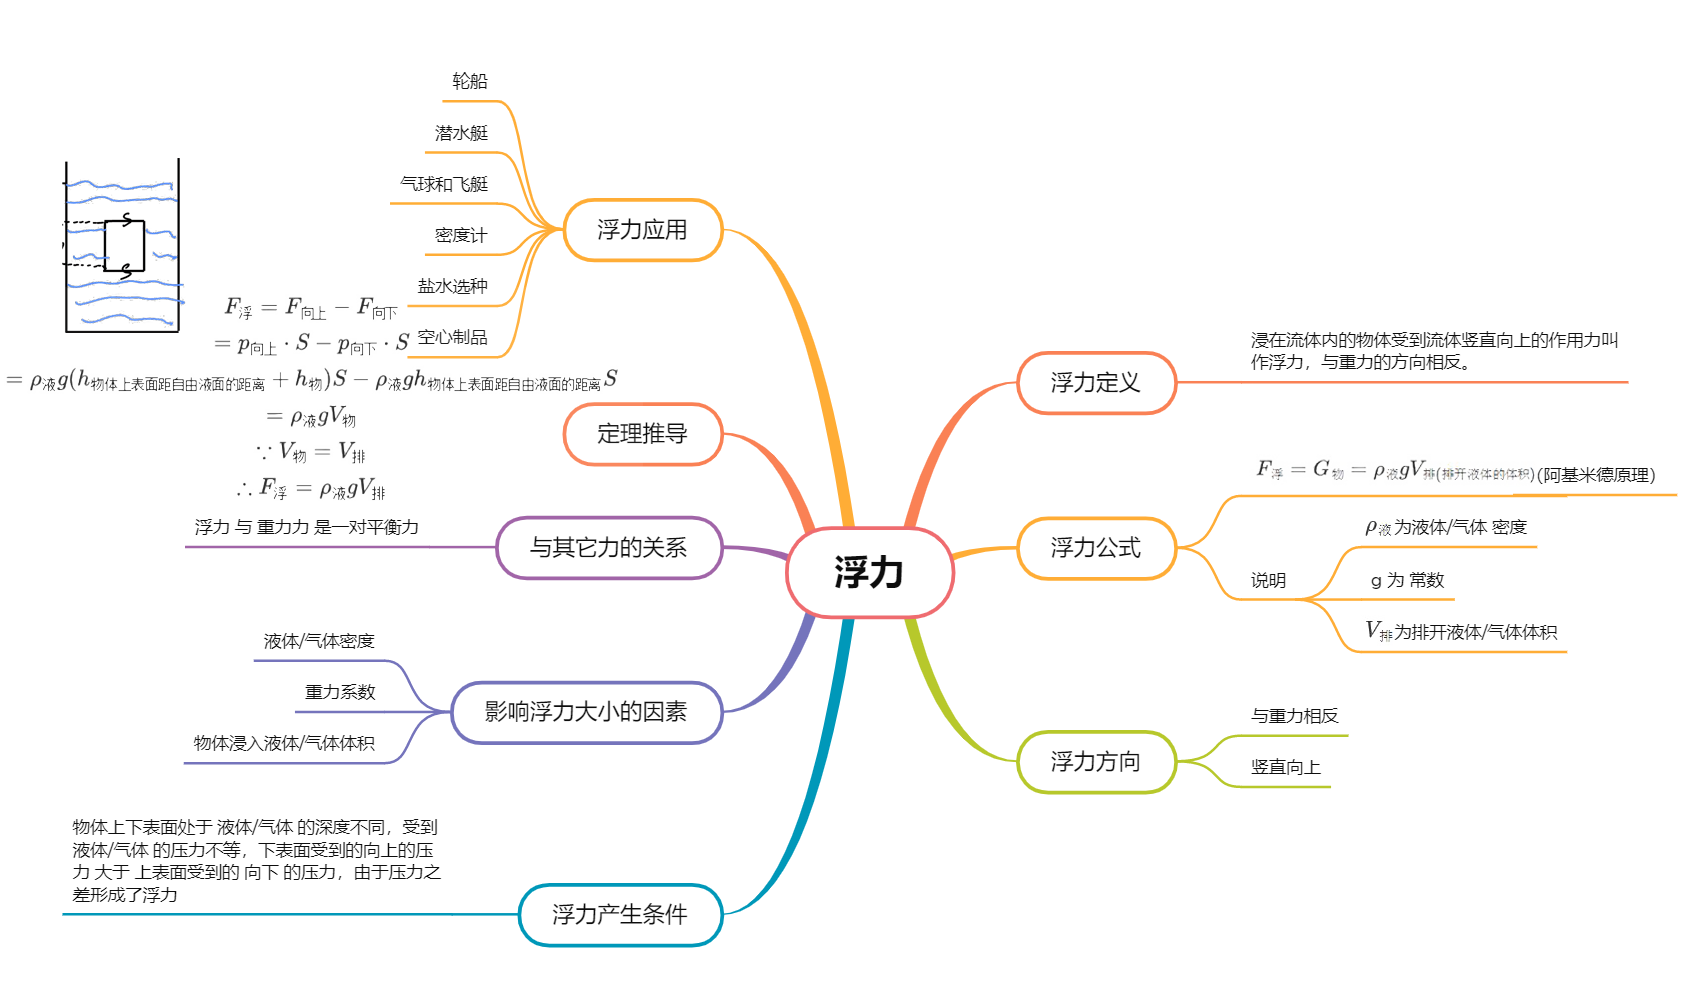 浮力
浮力应用
轮船
潜水艇
气球和飞艇
密度计
盐水选种
空心制品
定理推导
S
S
F浮 = F向上 − F向下
= p向上 · S − p向下 · S
= ρ液g(h物体上表面距自由液面的距离 + h物)S − ρ液gh物体上表面距自由液面的距离S
= ρ液gV物
∵ V物 = V排
∴ F浮 = ρ液gV排
与其它力的关系
浮力 与 重力力 是一对平衡力
影响浮力大小的因素
液体/气体密度
重力系数
物体浸入液体/气体体积
浮力产生条件
物体上下表面处于 液体/气体 的深度不同，受到
液体/气体 的压力不等，下表面受到的向上的压
力 大于 上表面受到的 向下 的压力，由于压力之
差形成了浮力
浮力定义
浸在流体内的物体受到流体竖直向上的作用力叫
作浮力，与重力的方向相反。
浮力公式
F浮 = G物 = ρ液gV排(排开液体的体积)(阿基米德原理)
说明
ρ液为液体/气体 密度
g 为 常数
V排为排开液体/气体体积
浮力方向
与重力相反
竖直向上